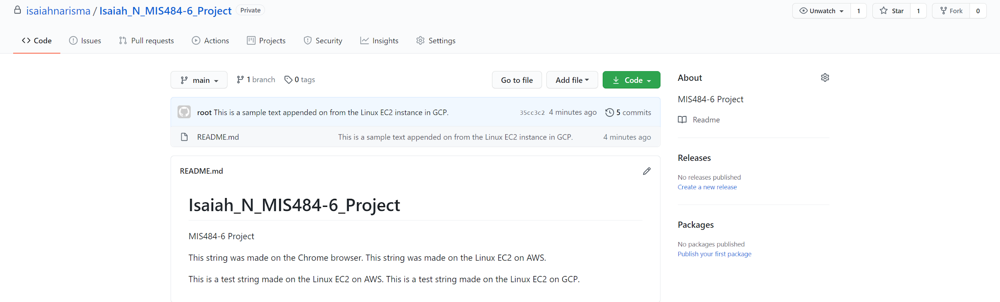 isaiahnarisma / Isaiah_N_MIS484-6_Project Private Unwatch 1 Star 1 Fork 0
Code Issues Pull requests Actions Projects Security Insights Settings
main 1 branch 0 tags Go to file Add file Code
root This is a sample text appended on from the Linux EC2 instance in GCP. 35cc3c2 4 minutes ago 5 commits
README.md This is a sample text appended on from the Linux EC2 instance in GCP. 4 minutes ago
README.md
Isaiah_N_MIS484-6_Project
MIS484-6 Project
This string was made on the Chrome browser. This string was made on the Linux EC2 on AWS.
This is a test string made on the Linux EC2 on AWS. This is a test string made on the Linux EC2 on GCP.
About
MIS484-6 Project
Readme
Releases
No releases published
Create a new release
Packages
No packages published
Publish your first package